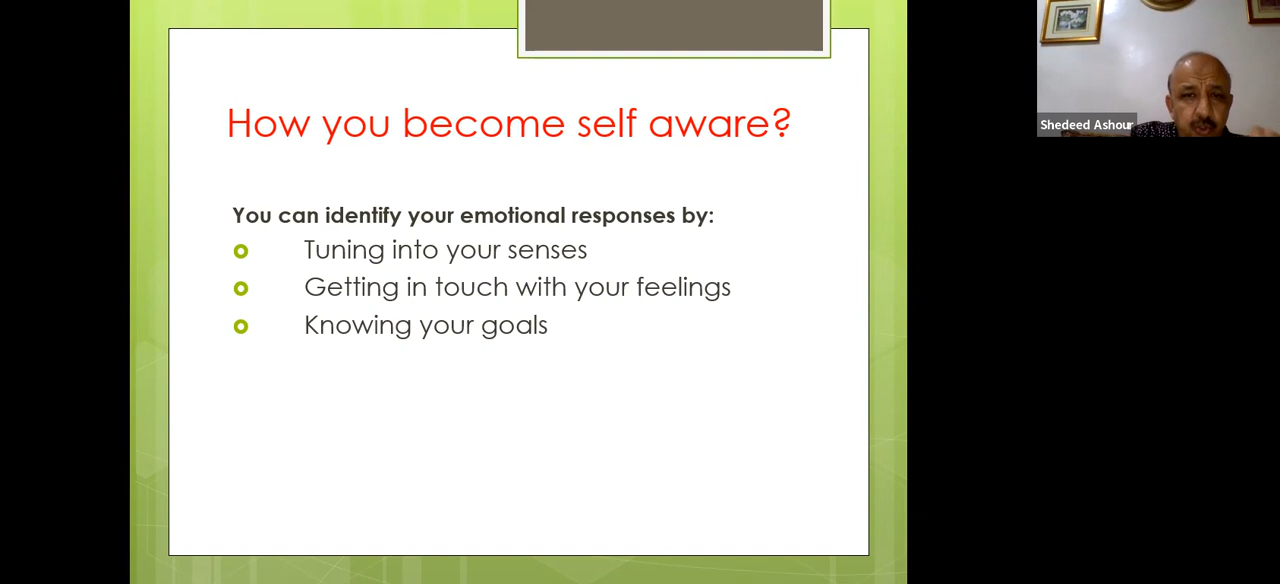 How you become self aware?
You can identify your emotional responses by:
Tuning into your senses
Getting in touch with your feelings
Knowing your goals
Shedeed Ashour